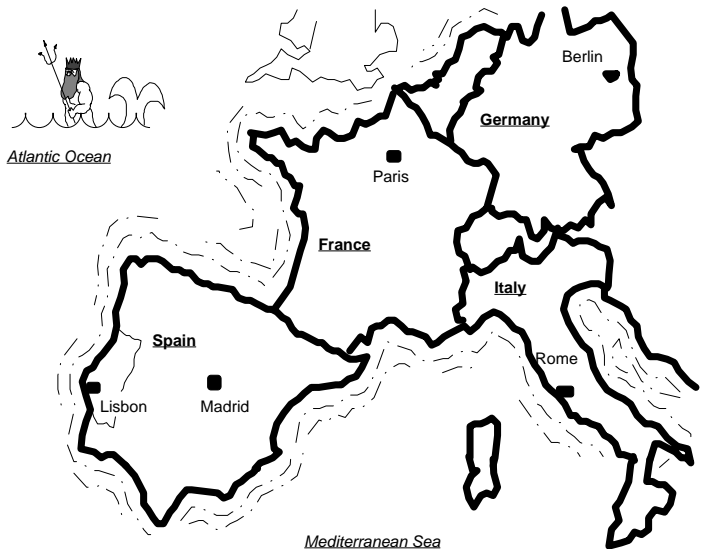 Berlin
Germany
Atlantic Ocean
Paris
France
Italy
Spain
Rome
Lisbon
Madrid
Mediterranean Sea